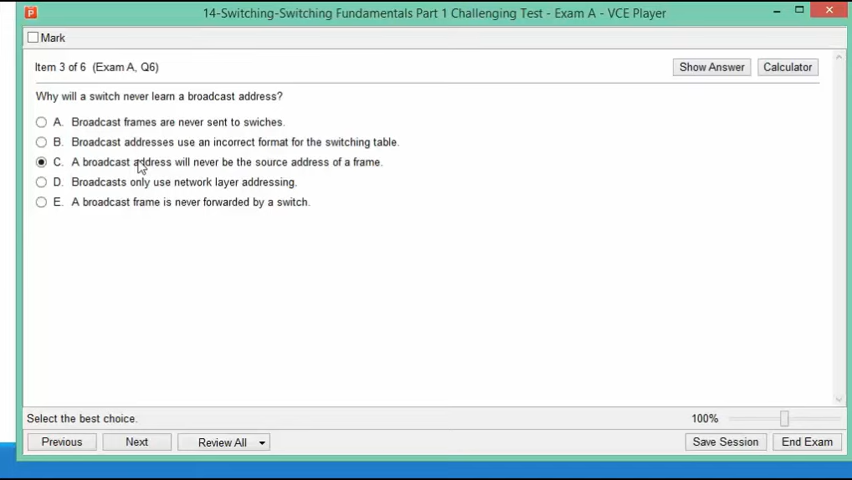 14-Switching-Switching Fundamentals Part 1 Challenging Test - Exam A - VCE Player
Mark
Item 3 of 6 (Exam A, Q6)
Show Answer
Calculator
Why will a switch never learn a broadcast address?
A. Broadcast frames are never sent to swiches.
B. Broadcast addresses use an incorrect format for the switching table.
C. A broadcast address will never be the source address of a frame.
D. Broadcasts only use network layer addressing.
E. A broadcast frame is never forwarded by a switch.
Select the best choice.
100%
Previous
Next
Review All
Save Session
End Exam